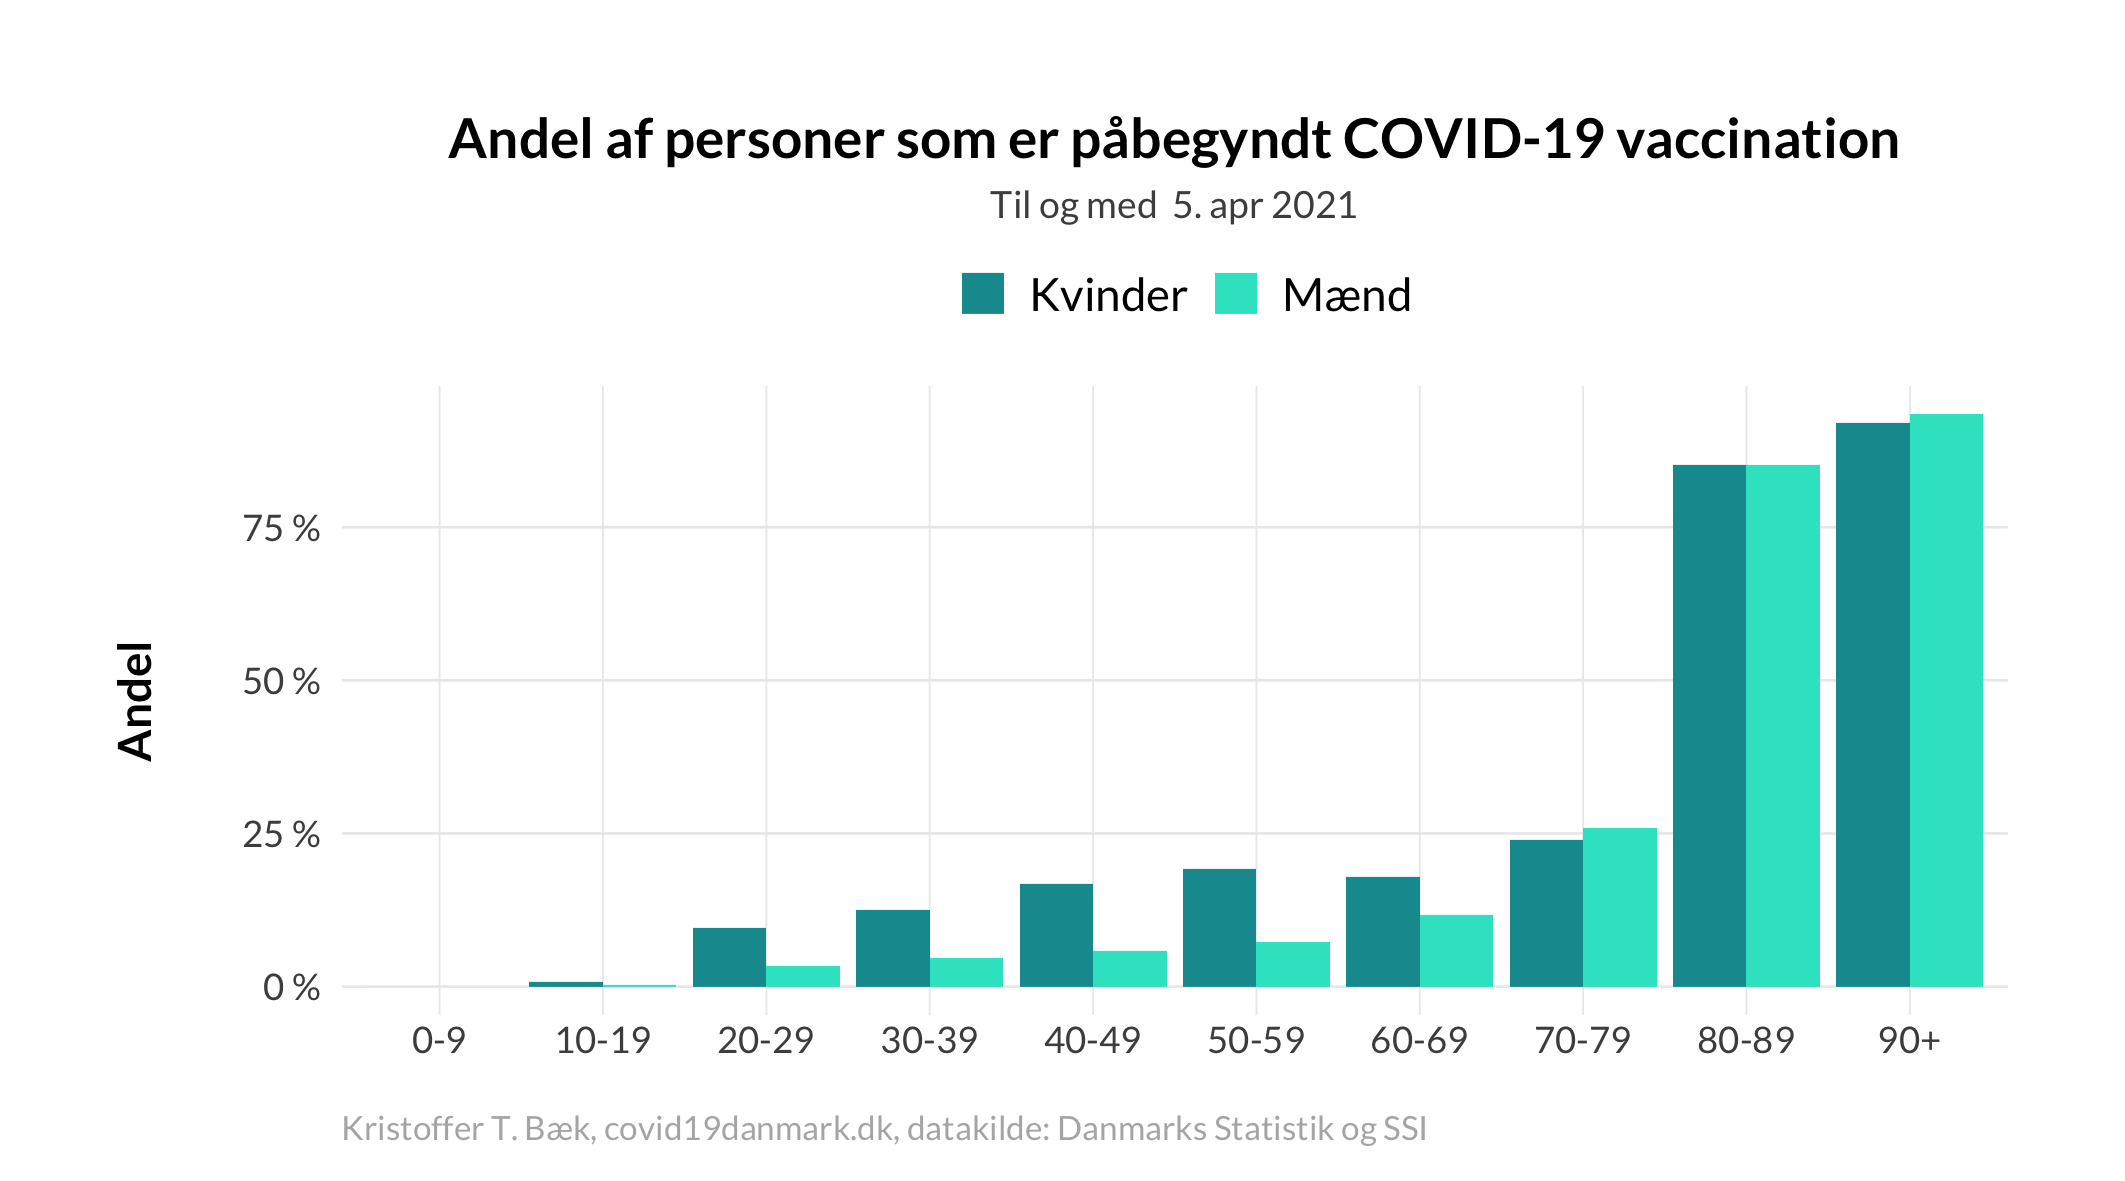 Andel af personer som er påbegyndt COVID-19 vaccination
Til og med  5. apr 2021
Kvinder Mænd
Andel
75 %
50 %
25 %
0 %
0-9 10-19 20-29 30-39 40-49 50-59 60-69 70-79 80-89 90+
Kristoffer T. Bæk, covid19danmark.dk, datakilde: Danmarks Statistik og SSI